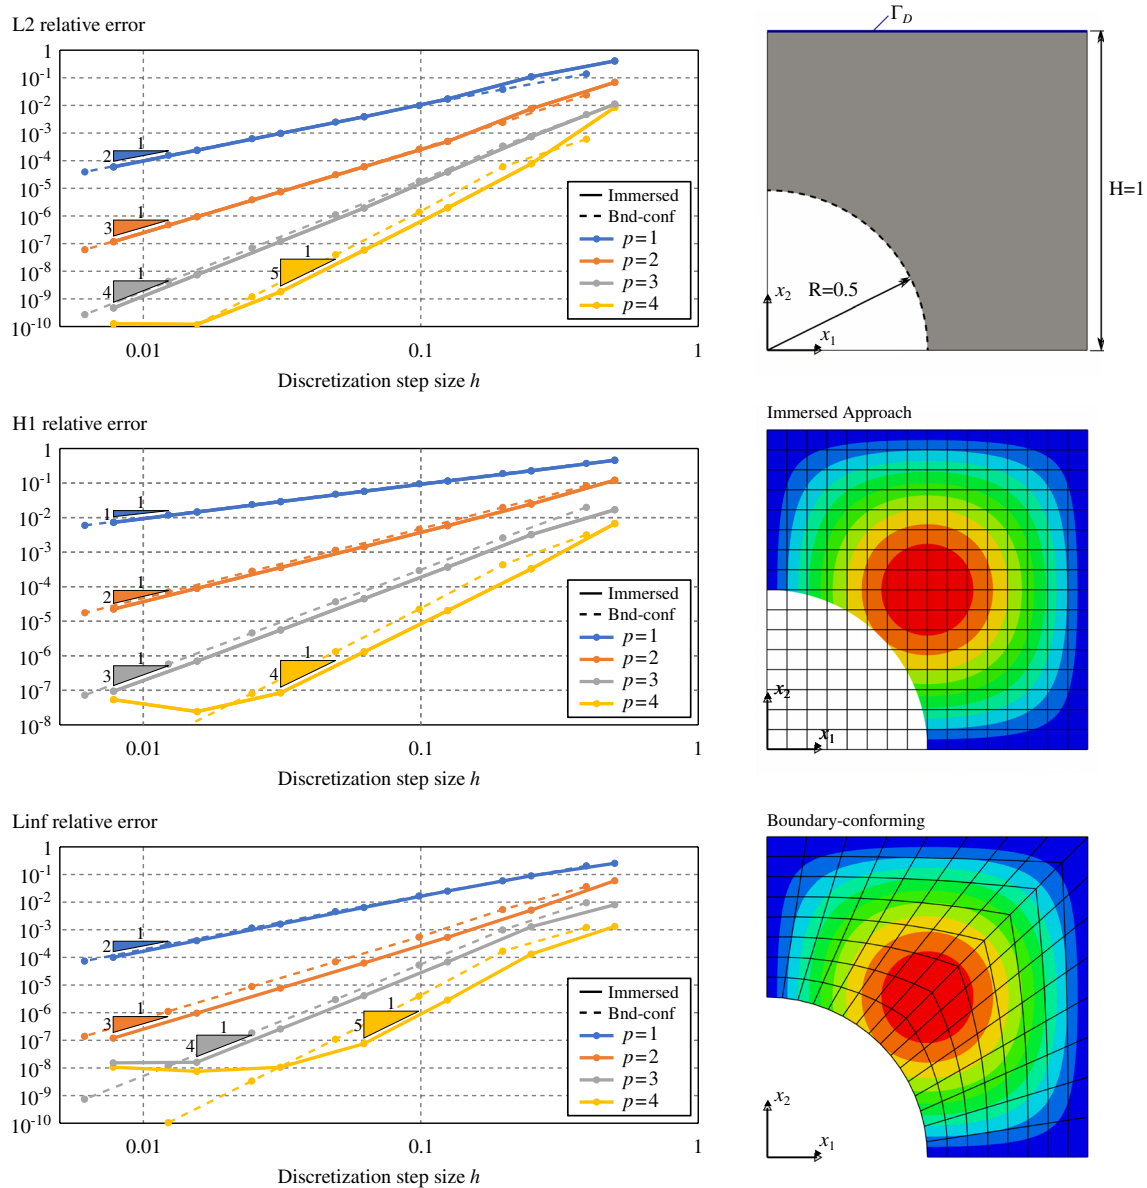 L2 relative error
1
10-1
10-2
10-3
10-4
10-5
10-6
10-7
10-8
10-9
10-10
0.01
0.1
1
Discretization step size h
1
2
1
3
1
4
1
5
Immersed
Bnd-conf
p=1
p=2
p=3
p=4
ΓD
H=1
R=0.5
x2
x1
H1 relative error
1
10-1
10-2
10-3
10-4
10-5
10-6
10-7
10-8
0.01
0.1
1
Discretization step size h
1
1
1
2
1
3
1
4
Immersed
Bnd-conf
p=1
p=2
p=3
p=4
Immersed Approach
x2
x1
Linf relative error
1
10-1
10-2
10-3
10-4
10-5
10-6
10-7
10-8
10-9
10-10
0.01
0.1
1
Discretization step size h
1
2
1
3
1
4
1
5
Immersed
Bnd-conf
p=1
p=2
p=3
p=4
Boundary-conforming
x2
x1